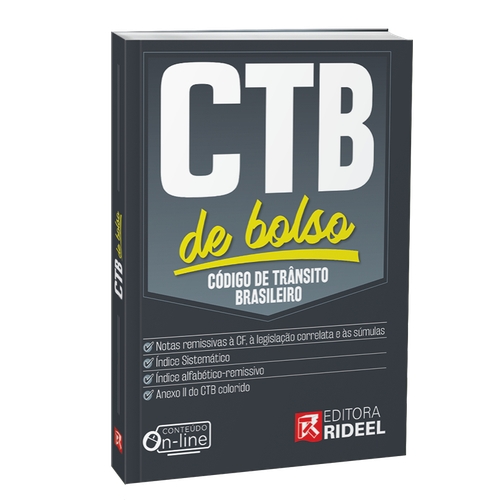 CTB
de bolso
CÓDIGO DE TRÂNSITO
BRASILEIRO
Notas remissivas à CF, à legislação correlata e às súmulas
Índice Sistemático
Índice alfabético-remissivo
Anexo II do CTB colorido
CONTEÚDO
On-line
EDITORA
RIDEEL
CTB de bolso